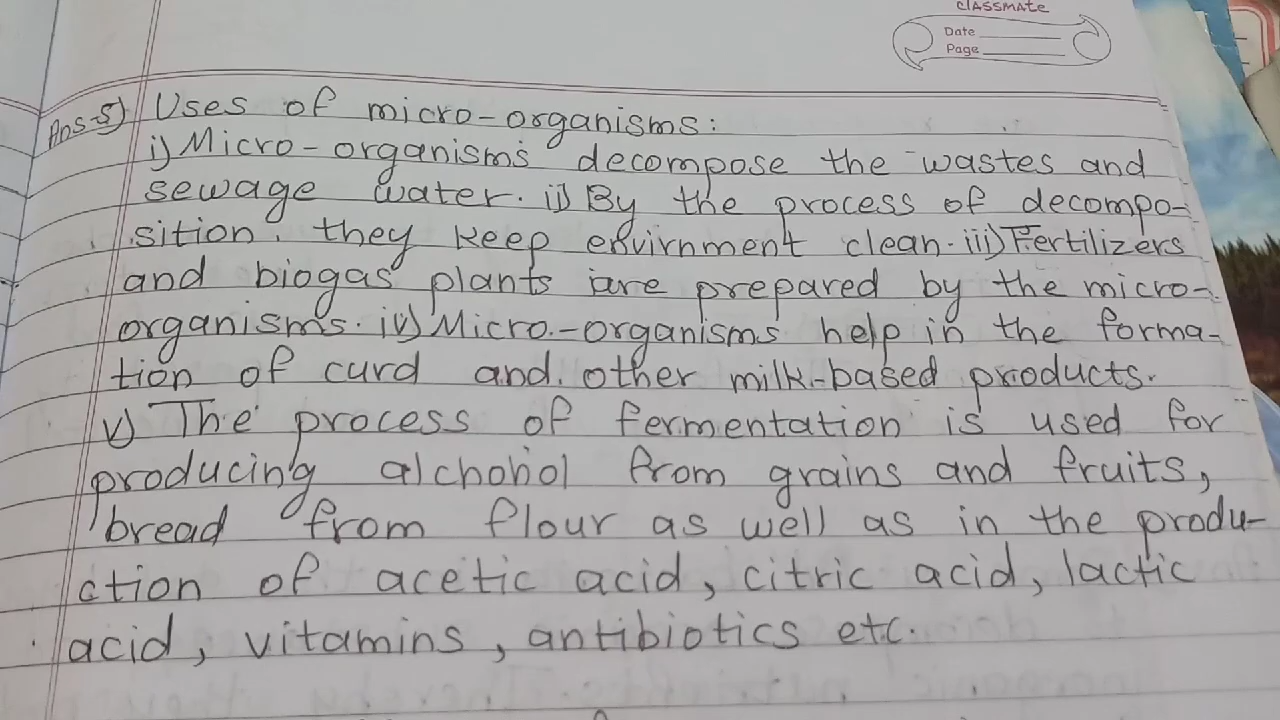 CLASSMATE
Date
Page
Ans-5) Uses of micro-organisms:
i) Micro-organisms decompose the wastes and
sewage water. ii) By the process of decompo-
sition, they keep envirnment clean. iii) Fertilizers
and biogas plants are prepared by the micro-
organisms. iv) Micro-organisms help in the forma-
tion of curd and other milk-based products.
v) The process of fermentation is used for
producing alchohol from grains and fruits,
bread from flour as well as in the produ-
ction of acetic acid, citric acid, lactic
acid, vitamins, antibiotics etc.